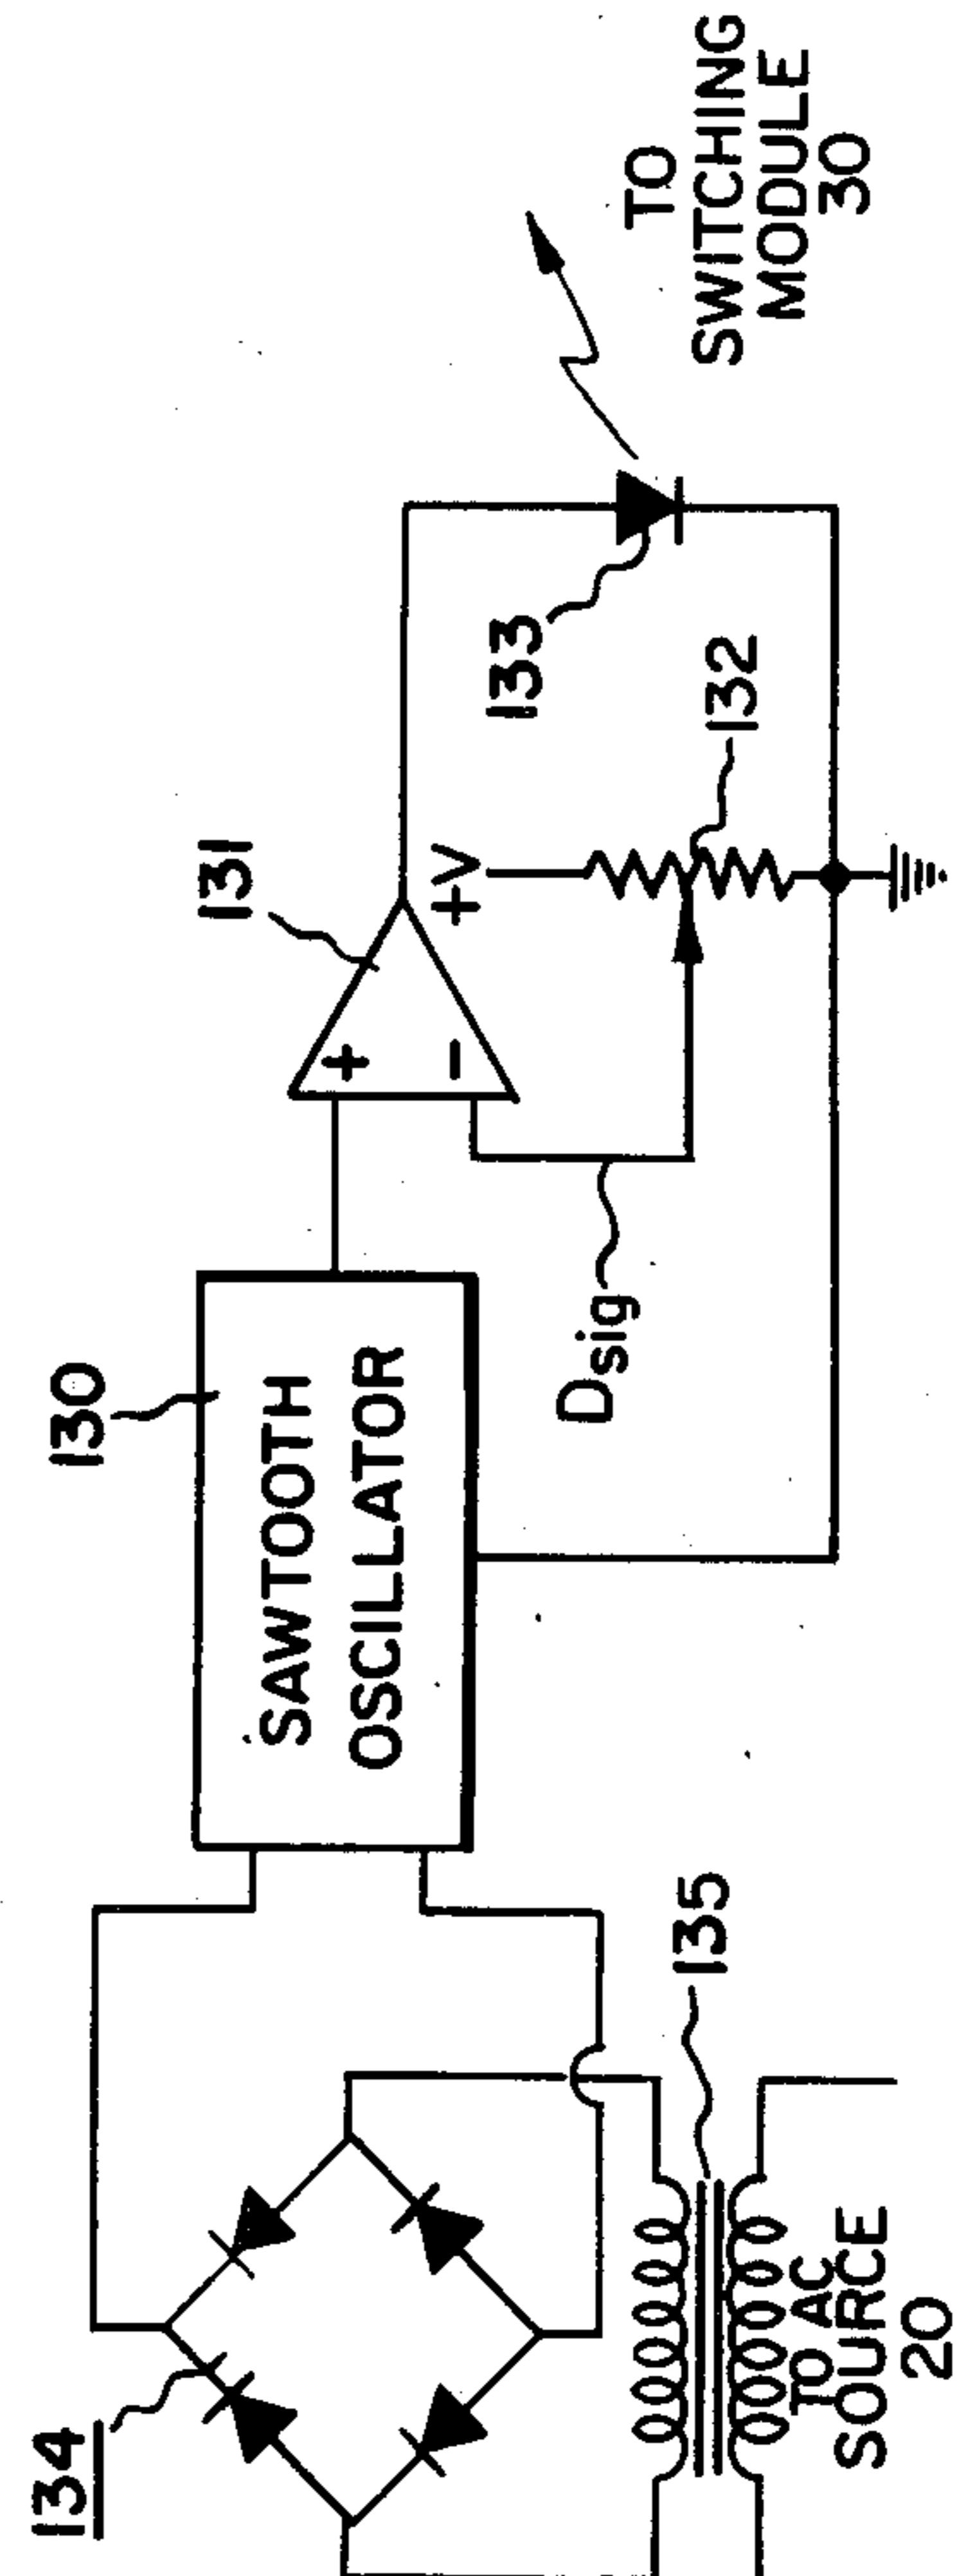 134
130
SAWTOOTH
OSCILLATOR
131
+
−
+V
Dsig
133
132
TO
SWITCHING
MODULE
30
135
TO AC
SOURCE
20